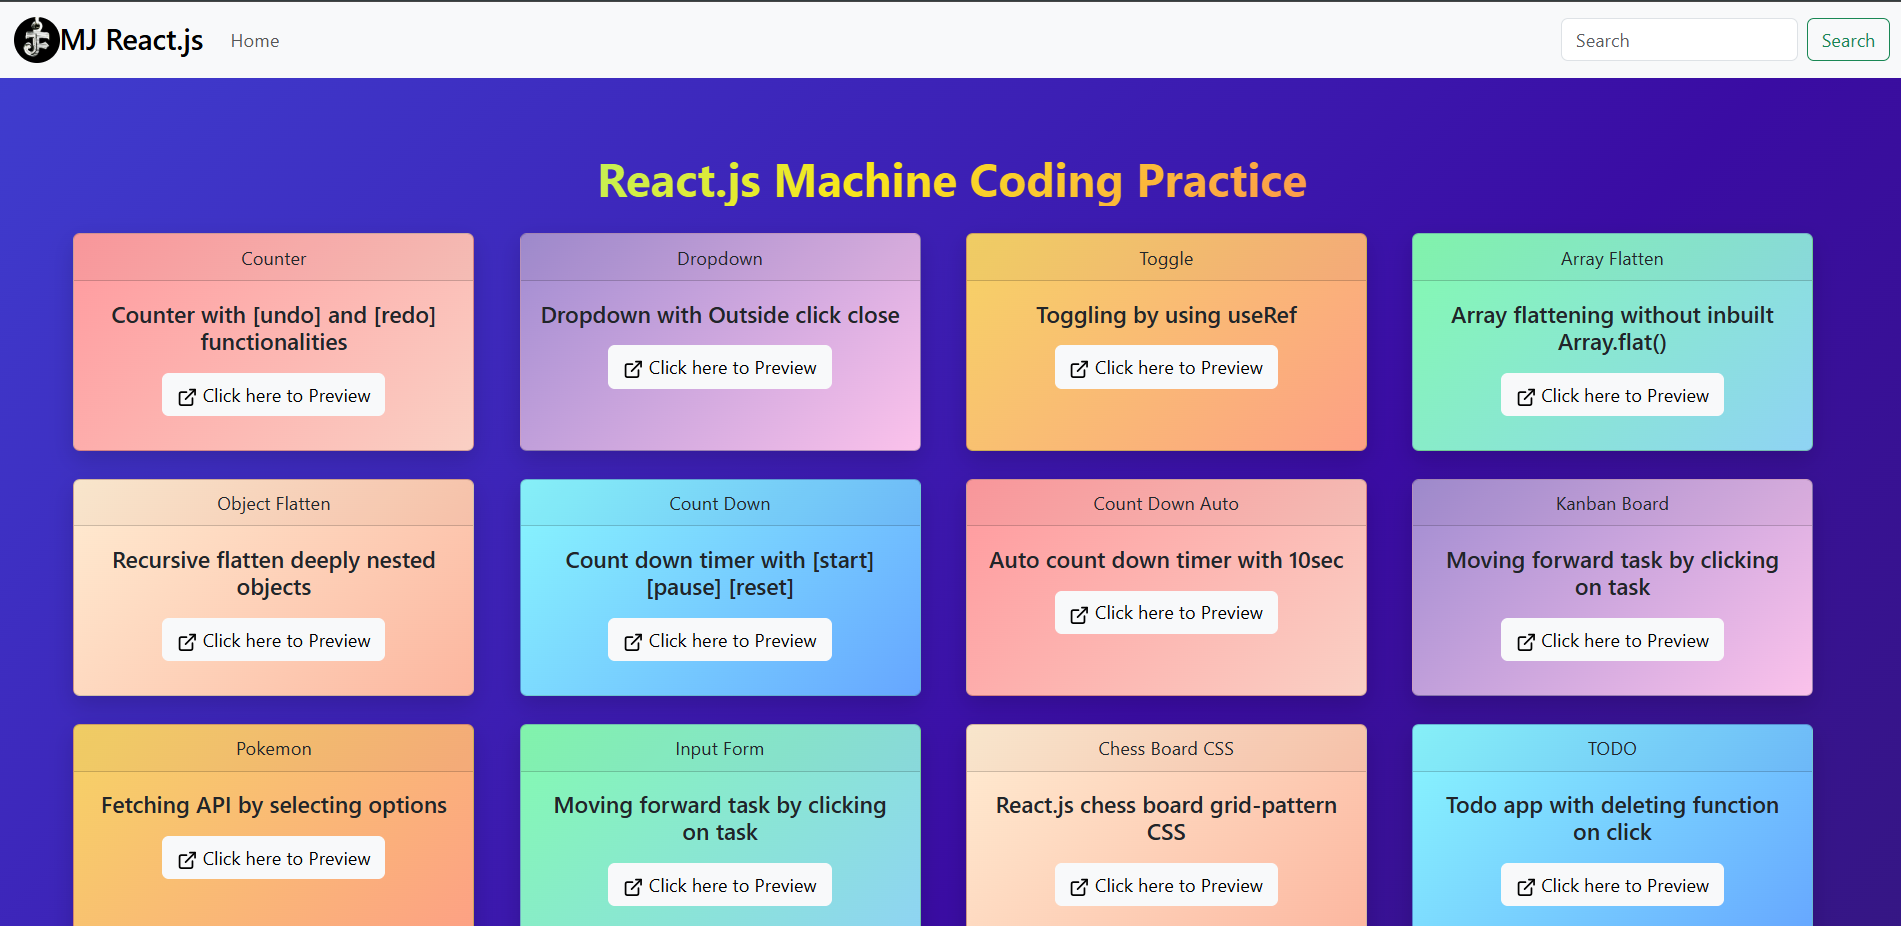 MJ React.js
Home
Search
Search
React.js Machine Coding Practice
Counter
Counter with [undo] and [redo]
functionalities
Click here to Preview
Dropdown
Dropdown with Outside click close
Click here to Preview
Toggle
Toggling by using useRef
Click here to Preview
Array Flatten
Array flattening without inbuilt
Array.flat()
Click here to Preview
Object Flatten
Recursive flatten deeply nested
objects
Click here to Preview
Count Down
Count down timer with [start]
[pause] [reset]
Click here to Preview
Count Down Auto
Auto count down timer with 10sec
Click here to Preview
Kanban Board
Moving forward task by clicking
on task
Click here to Preview
Pokemon
Fetching API by selecting options
Click here to Preview
Input Form
Moving forward task by clicking
on task
Click here to Preview
Chess Board CSS
React.js chess board grid-pattern
CSS
Click here to Preview
TODO
Todo app with deleting function
on click
Click here to Preview